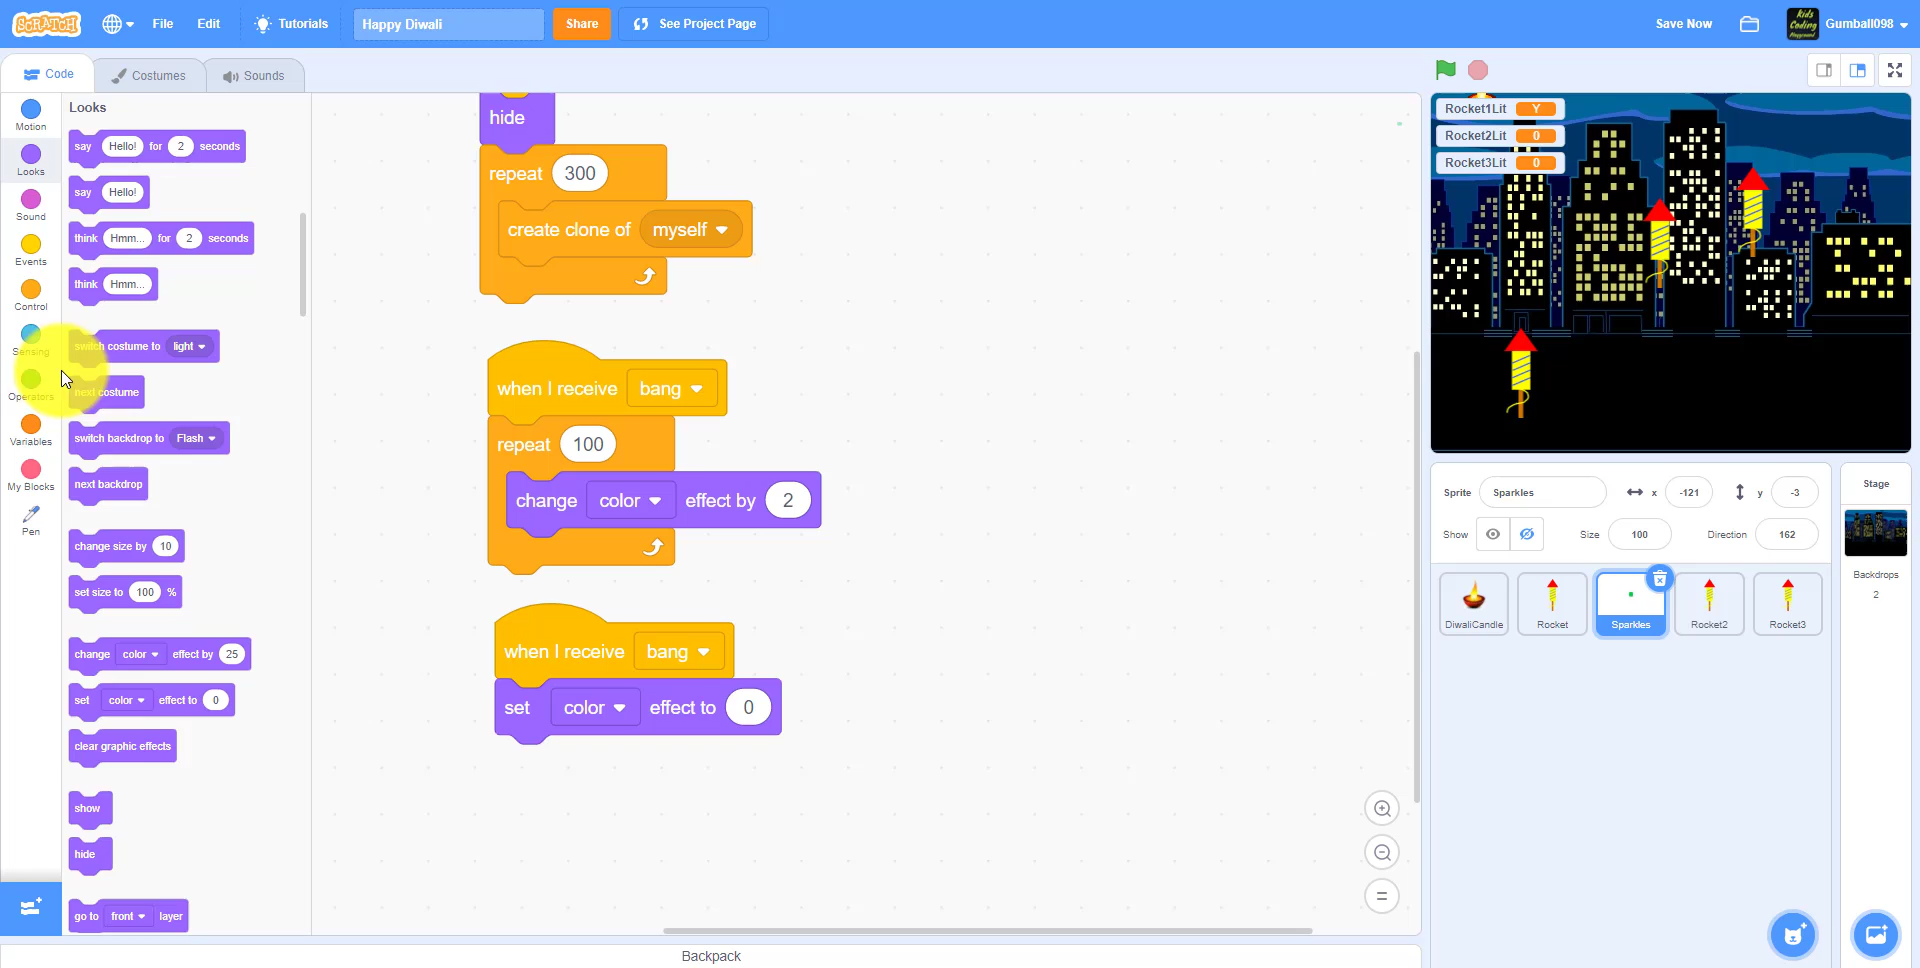 SCRATCH
File
Edit
Tutorials
Happy Diwali
Share
See Project Page
Save Now
Kids
Coding
Playground
Gumball098
Code
Costumes
Sounds
Motion
Looks
Sound
Events
Control
Sensing
Operators
Variables
My Blocks
Pen
Looks
say Hello! for 2 seconds
say Hello!
think Hmm... for 2 seconds
think Hmm...
switch costume to light
next costume
switch backdrop to Flash
next backdrop
change size by 10
set size to 100 %
change color effect by 25
set color effect to 0
clear graphic effects
show
hide
go to front layer
hide
repeat 300
create clone of myself
when I receive bang
repeat 100
change color effect by 2
when I receive bang
set color effect to 0
Backpack
Rocket1Lit Y
Rocket2Lit 0
Rocket3Lit 0
Sprite Sparkles x -121 y -3
Show Size 100 Direction 162
DiwaliCandle
Rocket
Sparkles
Rocket2
Rocket3
Stage
Backdrops
2